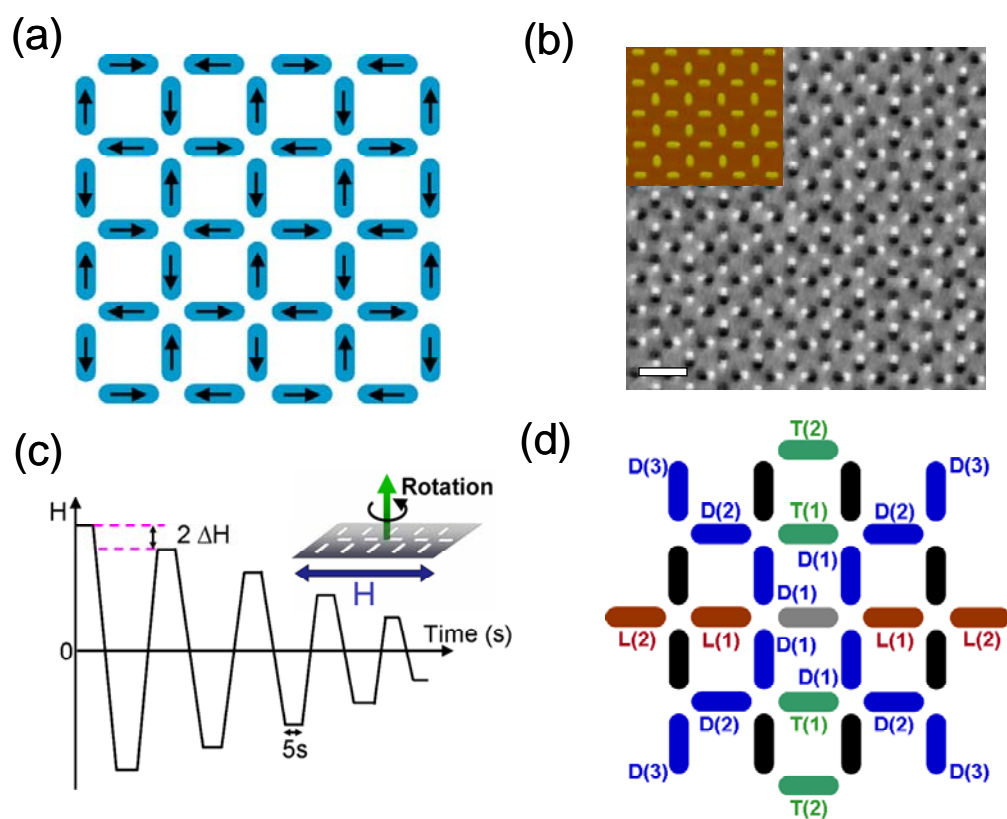 (a)
(b)
(c)
H
2 ΔH
0
Rotation
H
Time (s)
5s
(d)
T(2)
D(3)
D(3)
D(2)
T(1)
D(2)
D(1)
D(1)
L(2)
L(1)
L(1)
L(2)
D(1)
D(1)
D(2)
T(1)
D(2)
D(3)
D(3)
T(2)